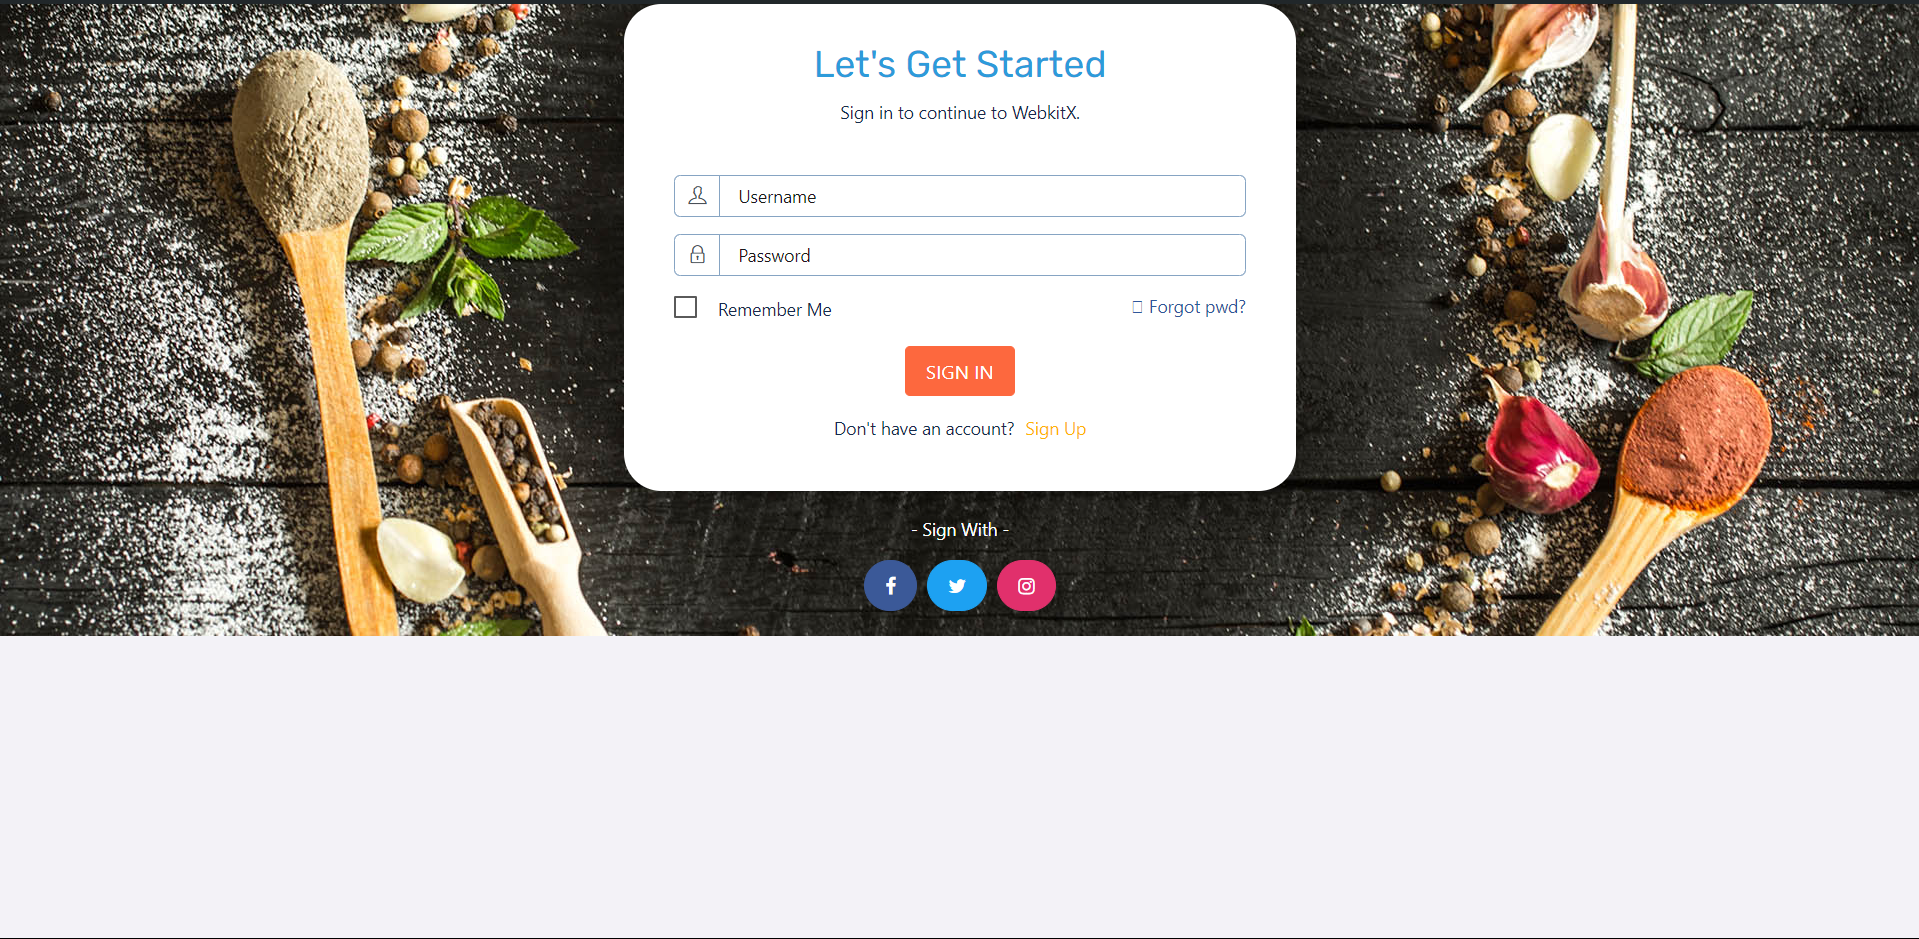 Let's Get Started
Sign in to continue to WebkitX.
Username
Password
Remember Me
Forgot pwd?
SIGN IN
Don't have an account? Sign Up
- Sign With -